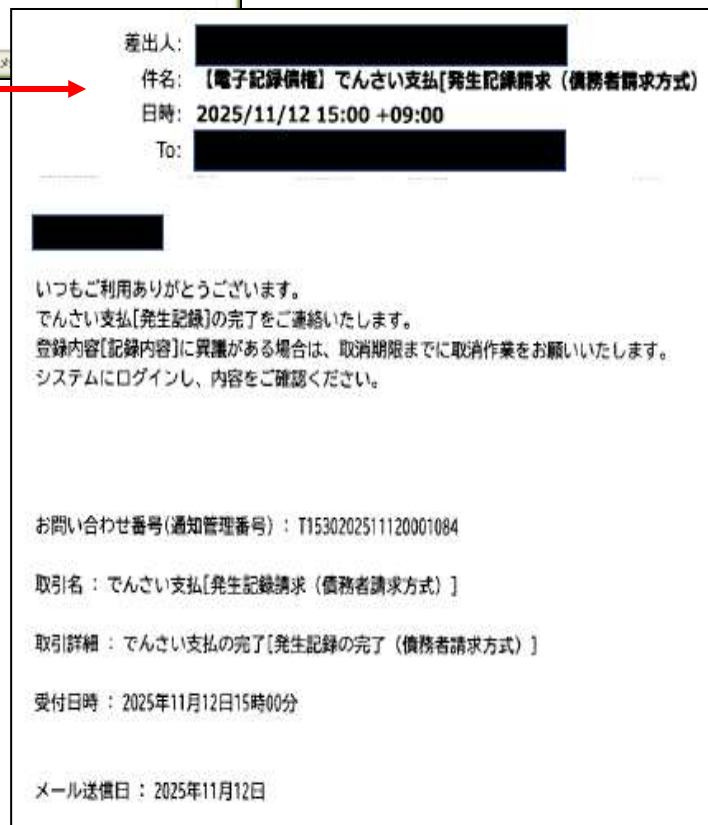 差出人:
件名: 【電子記録債権】でんさい支払[発生記録請求（債務者請求方式）
日時: 2025/11/12 15:00 +09:00
To:
いつもご利用ありがとうございます。
でんさい支払[発生記録]の完了をご連絡いたします。
登録内容[記録内容]に異議がある場合は、取消期限までに取消作業をお願いいたします。
システムにログインし、内容をご確認ください。
お問い合わせ番号(通知管理番号) : T1530202511120001084
取引名 : でんさい支払[発生記録請求（債務者請求方式）]
取引詳細 : でんさい支払の完了[発生記録の完了（債務者請求方式）]
受付日時 : 2025年11月12日15時00分
メール送信日 : 2025年11月12日